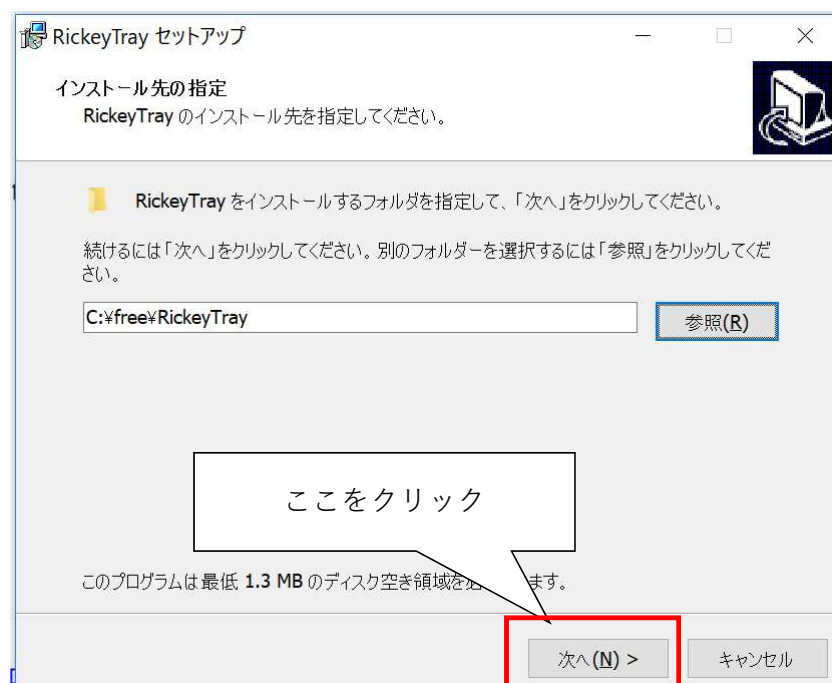 RickeyTray セットアップ
インストール先の指定
RickeyTray のインストール先を指定してください。
RickeyTray をインストールするフォルダを指定して、「次へ」をクリックしてください。
続けるには「次へ」をクリックしてください。別のフォルダーを選択するには「参照」をクリックしてくだ
さい。
C:¥free¥RickeyTray
参照(R)
ここをクリック
このプログラムは最低 1.3 MB のディスク空き領域を ます。
次へ(N) >
キャンセル